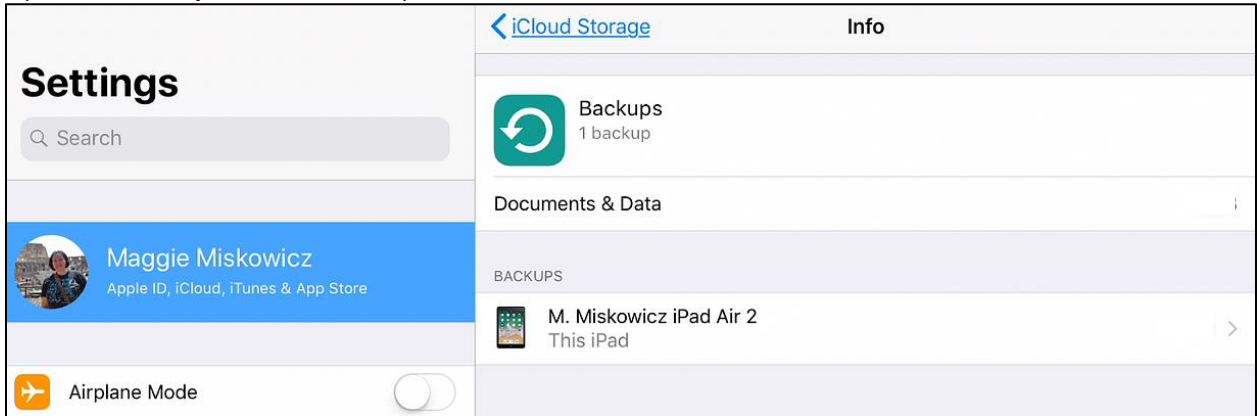 Settings
Search
Maggie Miskowicz
Apple ID, iCloud, iTunes & App Store
Airplane Mode
iCloud Storage
Info
Backups
1 backup
Documents & Data
BACKUPS
M. Miskowicz iPad Air 2
This iPad